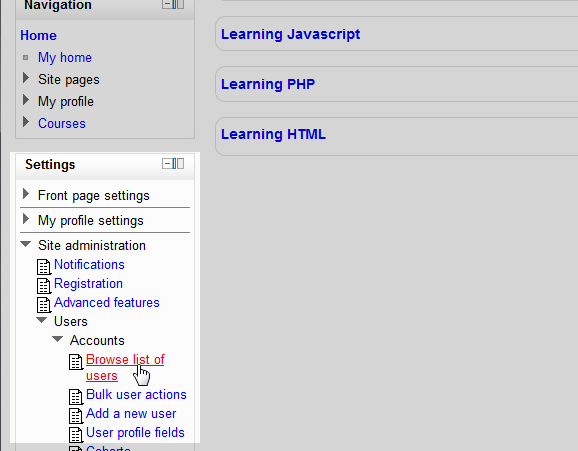 Navigation
Home
My home
Site pages
My profile
Courses
Learning Javascript
Learning PHP
Learning HTML
Settings
Front page settings
My profile settings
Site administration
Notifications
Registration
Advanced features
Users
Accounts
Browse list of
users
Bulk user actions
Add a new user
User profile fields
Cohorts